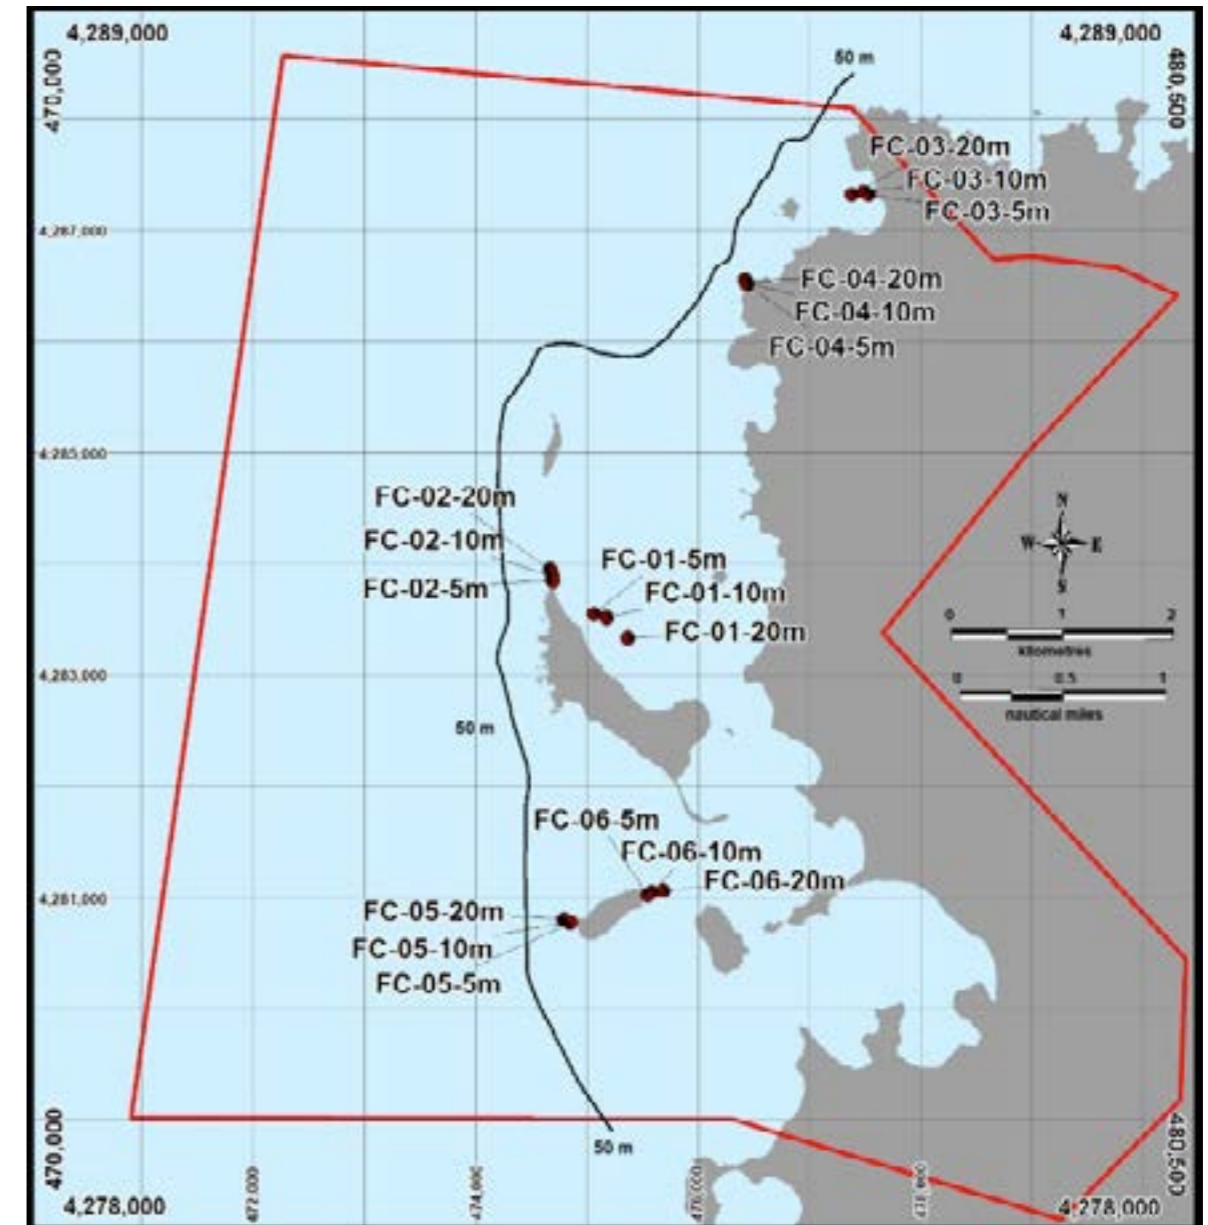 4,289,000
4,289,000
50 m
470,000
480,500
FC-03-20m
FC-03-10m
FC-03-5m
4,287,000
FC-04-20m
FC-04-10m
FC-04-5m
4,285,000
FC-02-20m
N
FC-02-10m
W
E
FC-01-5m
FC-02-5m
S
FC-01-10m
0 1 2
FC-01-20m
kilometres
4,283,000
0 0.5 1
nautical miles
50 m
FC-06-5m
FC-06-10m
FC-06-20m
4,281,000
FC-05-20m
FC-05-10m
FC-05-5m
470,000
480,500
50 m
472,000
474,000
4,278,000
4,278,000